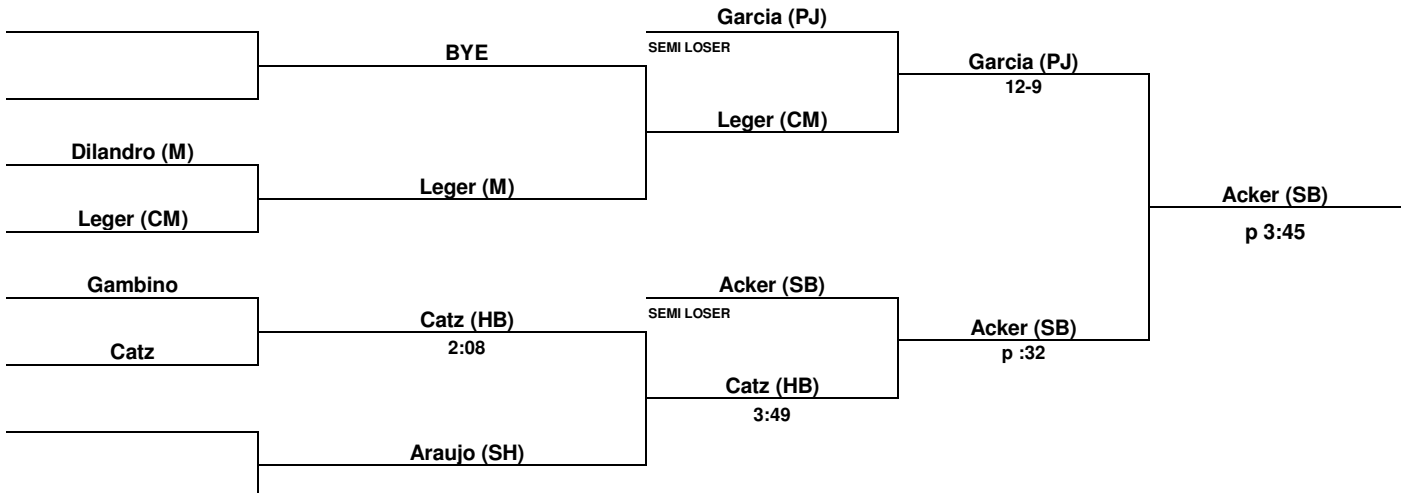 Garcia (PJ)
BYE
SEMI LOSER
Garcia (PJ)
12-9
Leger (CM)
Dilandro (M)
Leger (M)
Acker (SB)
Leger (CM)
p 3:45
Gambino
Acker (SB)
SEMI LOSER
Catz (HB)
Acker (SB)
Catz
2:08
p :32
Catz (HB)
3:49
Araujo (SH)